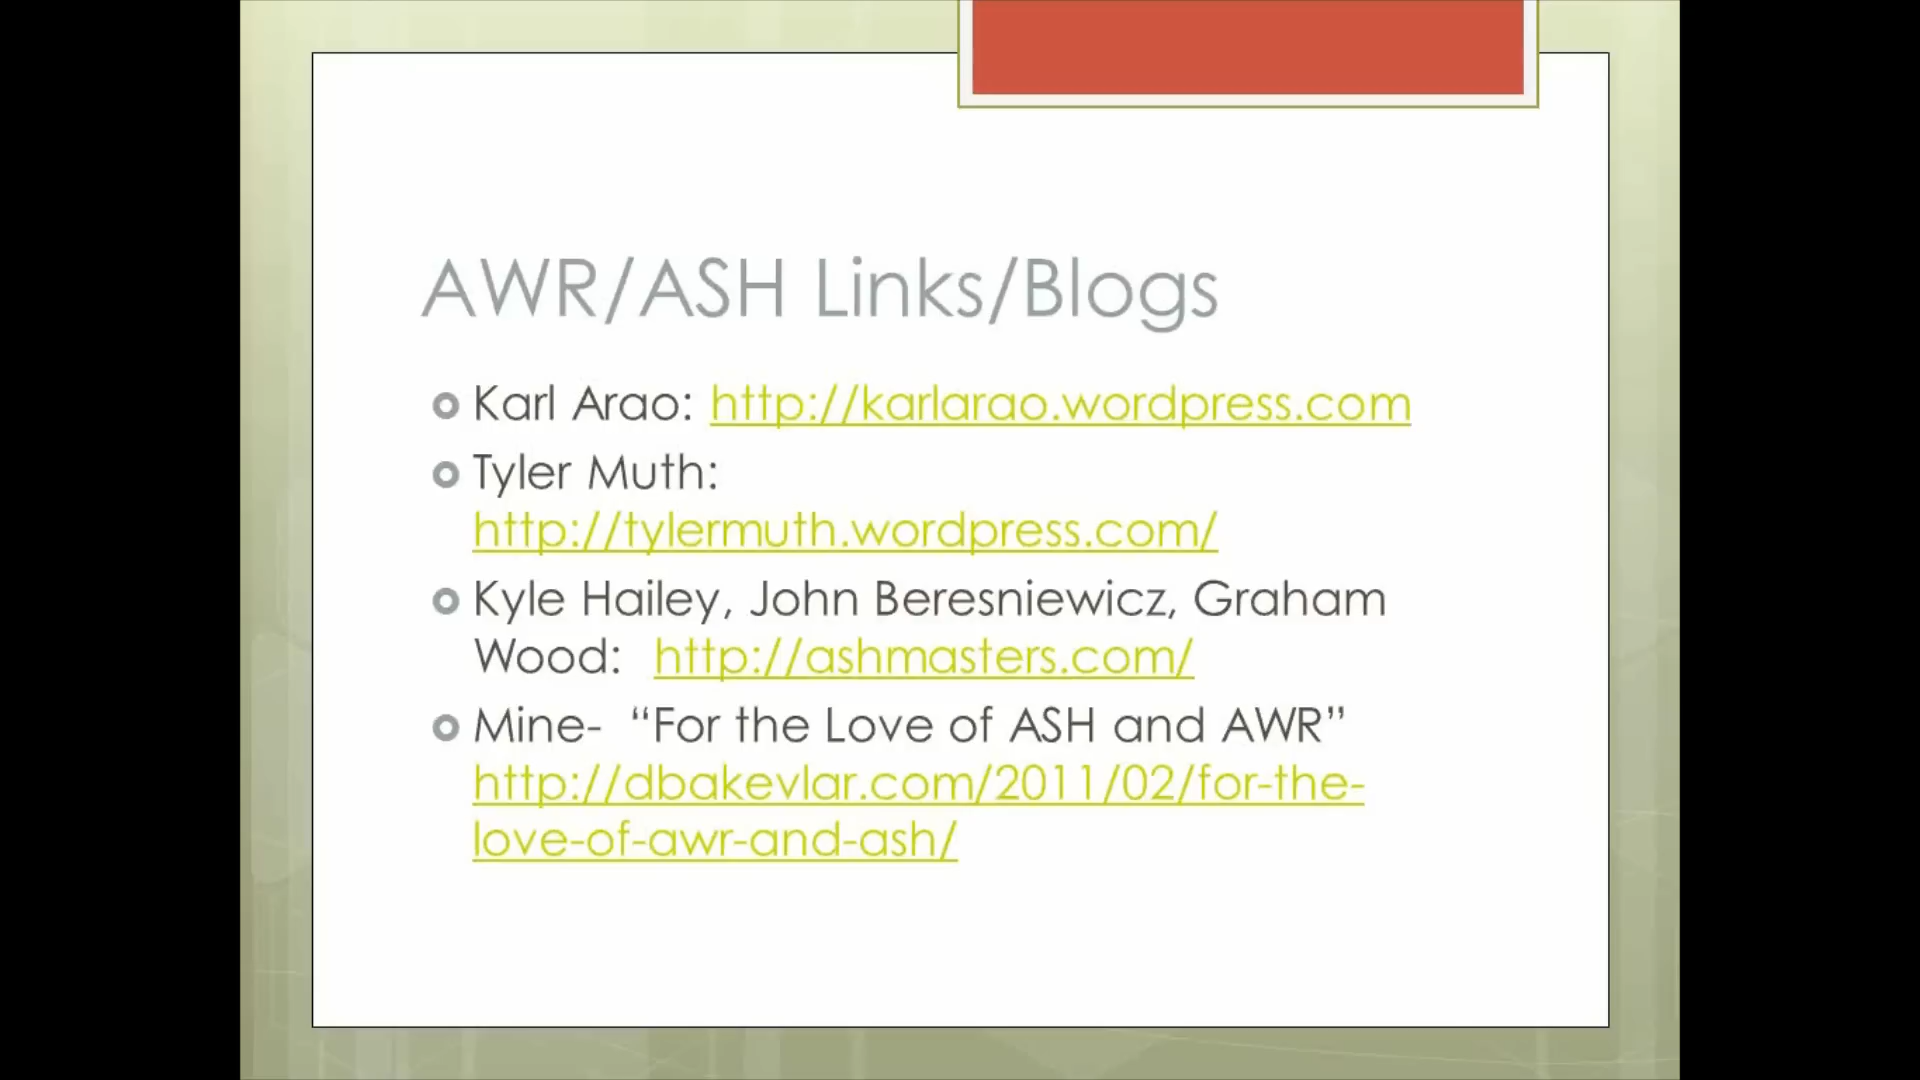 AWR/ASH Links/Blogs
Karl Arao: http://karlarao.wordpress.com
Tyler Muth:
http://tylermuth.wordpress.com/
Kyle Hailey, John Beresniewicz, Graham
Wood:  http://ashmasters.com/
Mine-  “For the Love of ASH and AWR”
http://dbakevlar.com/2011/02/for-the-
love-of-awr-and-ash/